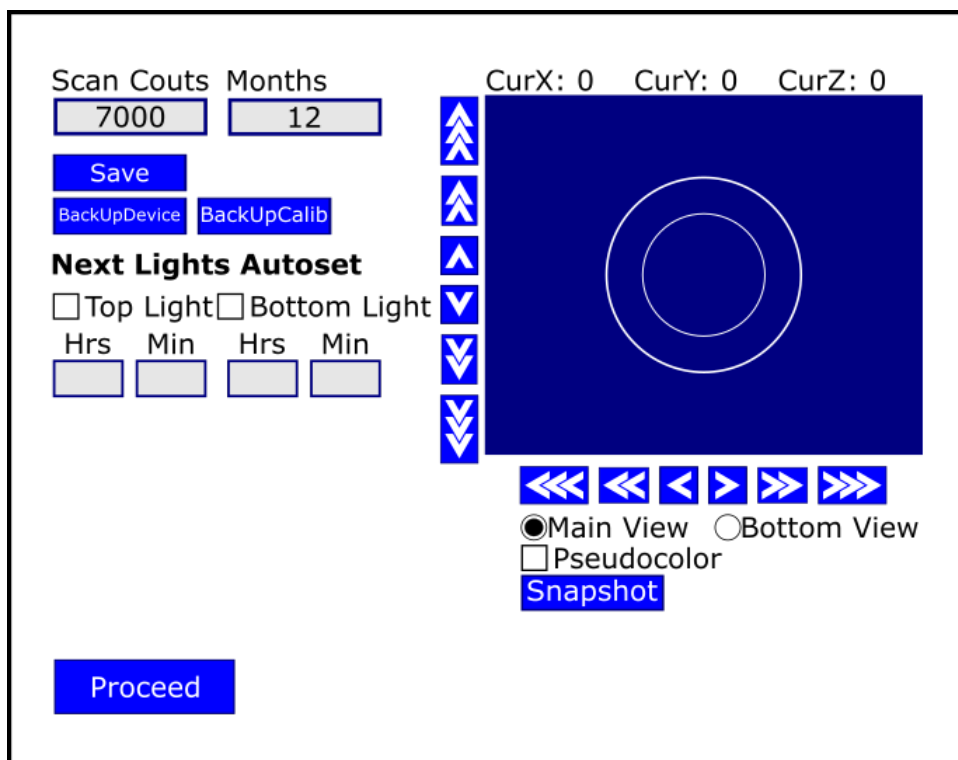 Scan Couts Months
7000 12
Save
BackUpDevice BackUpCalib
Next Lights Autoset
Top Light Bottom Light
Hrs Min Hrs Min
CurX: 0 CurY: 0 CurZ: 0
Main View Bottom View
Pseudocolor
Snapshot
Proceed